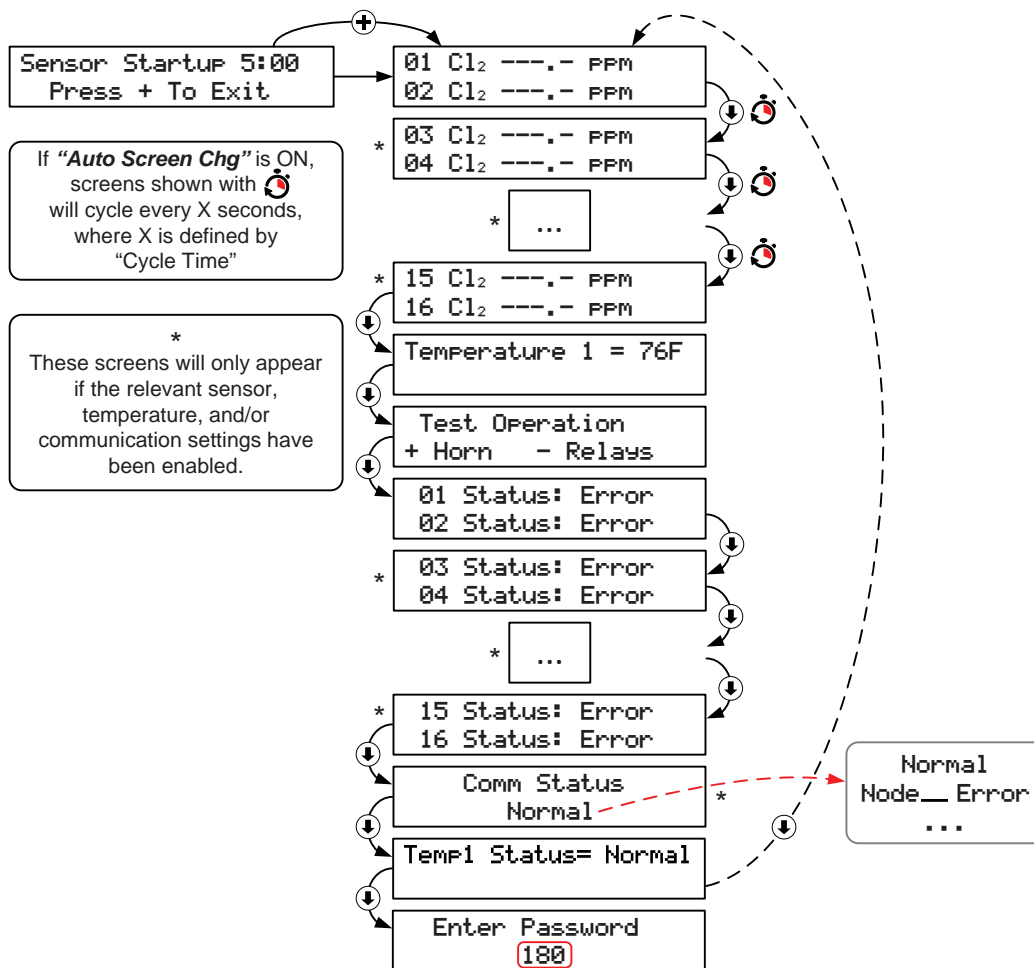 Sensor Startup 5:00
Press + To Exit
If “Auto Screen Chg” is ON,
screens shown with
will cycle every X seconds,
where X is defined by
“Cycle Time”
*
These screens will only appear
if the relevant sensor,
temperature, and/or
communication settings have
been enabled.
01 Cl₂ ---.- PPM
02 Cl₂ ---.- PPM
*
03 Cl₂ ---.- PPM
04 Cl₂ ---.- PPM
*
...
*
15 Cl₂ ---.- PPM
16 Cl₂ ---.- PPM
Temperature 1 = 76F
Test Operation
+ Horn - Relays
01 Status: Error
02 Status: Error
*
03 Status: Error
04 Status: Error
*
...
*
15 Status: Error
16 Status: Error
Comm Status
Normal
*
Normal
Node__ Error
...
Temp1 Status= Normal
Enter Password
180